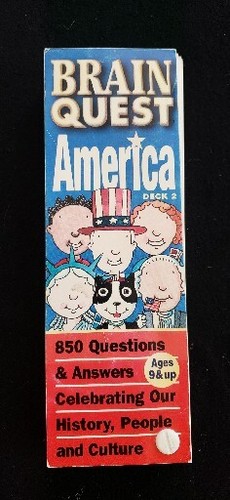 BRAIN
QUEST
America
DECK 2
850 Questions
& Answers
Ages
9 & up
Celebrating Our
History, People
and Culture